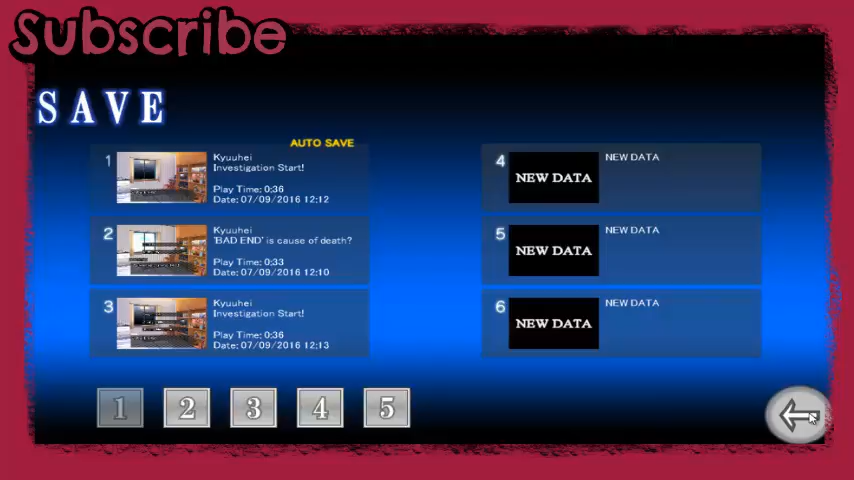 Subscribe
SAVE
AUTO SAVE
1
Kyuuhei
Investigation Start!
Play Time: 0:36
Date: 07/09/2016 12:12
2
Kyuuhei
'BAD END' is cause of death?
Play Time: 0:33
Date: 07/09/2016 12:10
3
Kyuuhei
Investigation Start!
Play Time: 0:36
Date: 07/09/2016 12:13
4
NEW DATA
NEW DATA
5
NEW DATA
NEW DATA
6
NEW DATA
NEW DATA
1 2 3 4 5